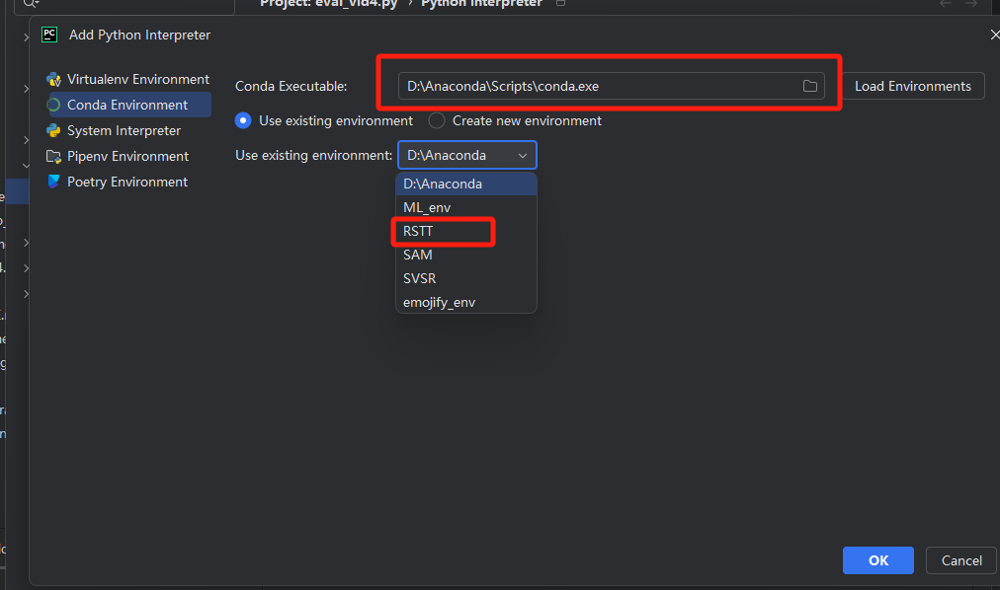 Project: eval_vid4.py › Python Interpreter
PC Add Python Interpreter
Virtualenv Environment
Conda Environment
System Interpreter
Pipenv Environment
Poetry Environment
Conda Executable: D:\Anaconda\Scripts\conda.exe Load Environments
Use existing environment Create new environment
Use existing environment: D:\Anaconda
D:\Anaconda
ML_env
RSTT
SAM
SVSR
emojify_env
OK Cancel